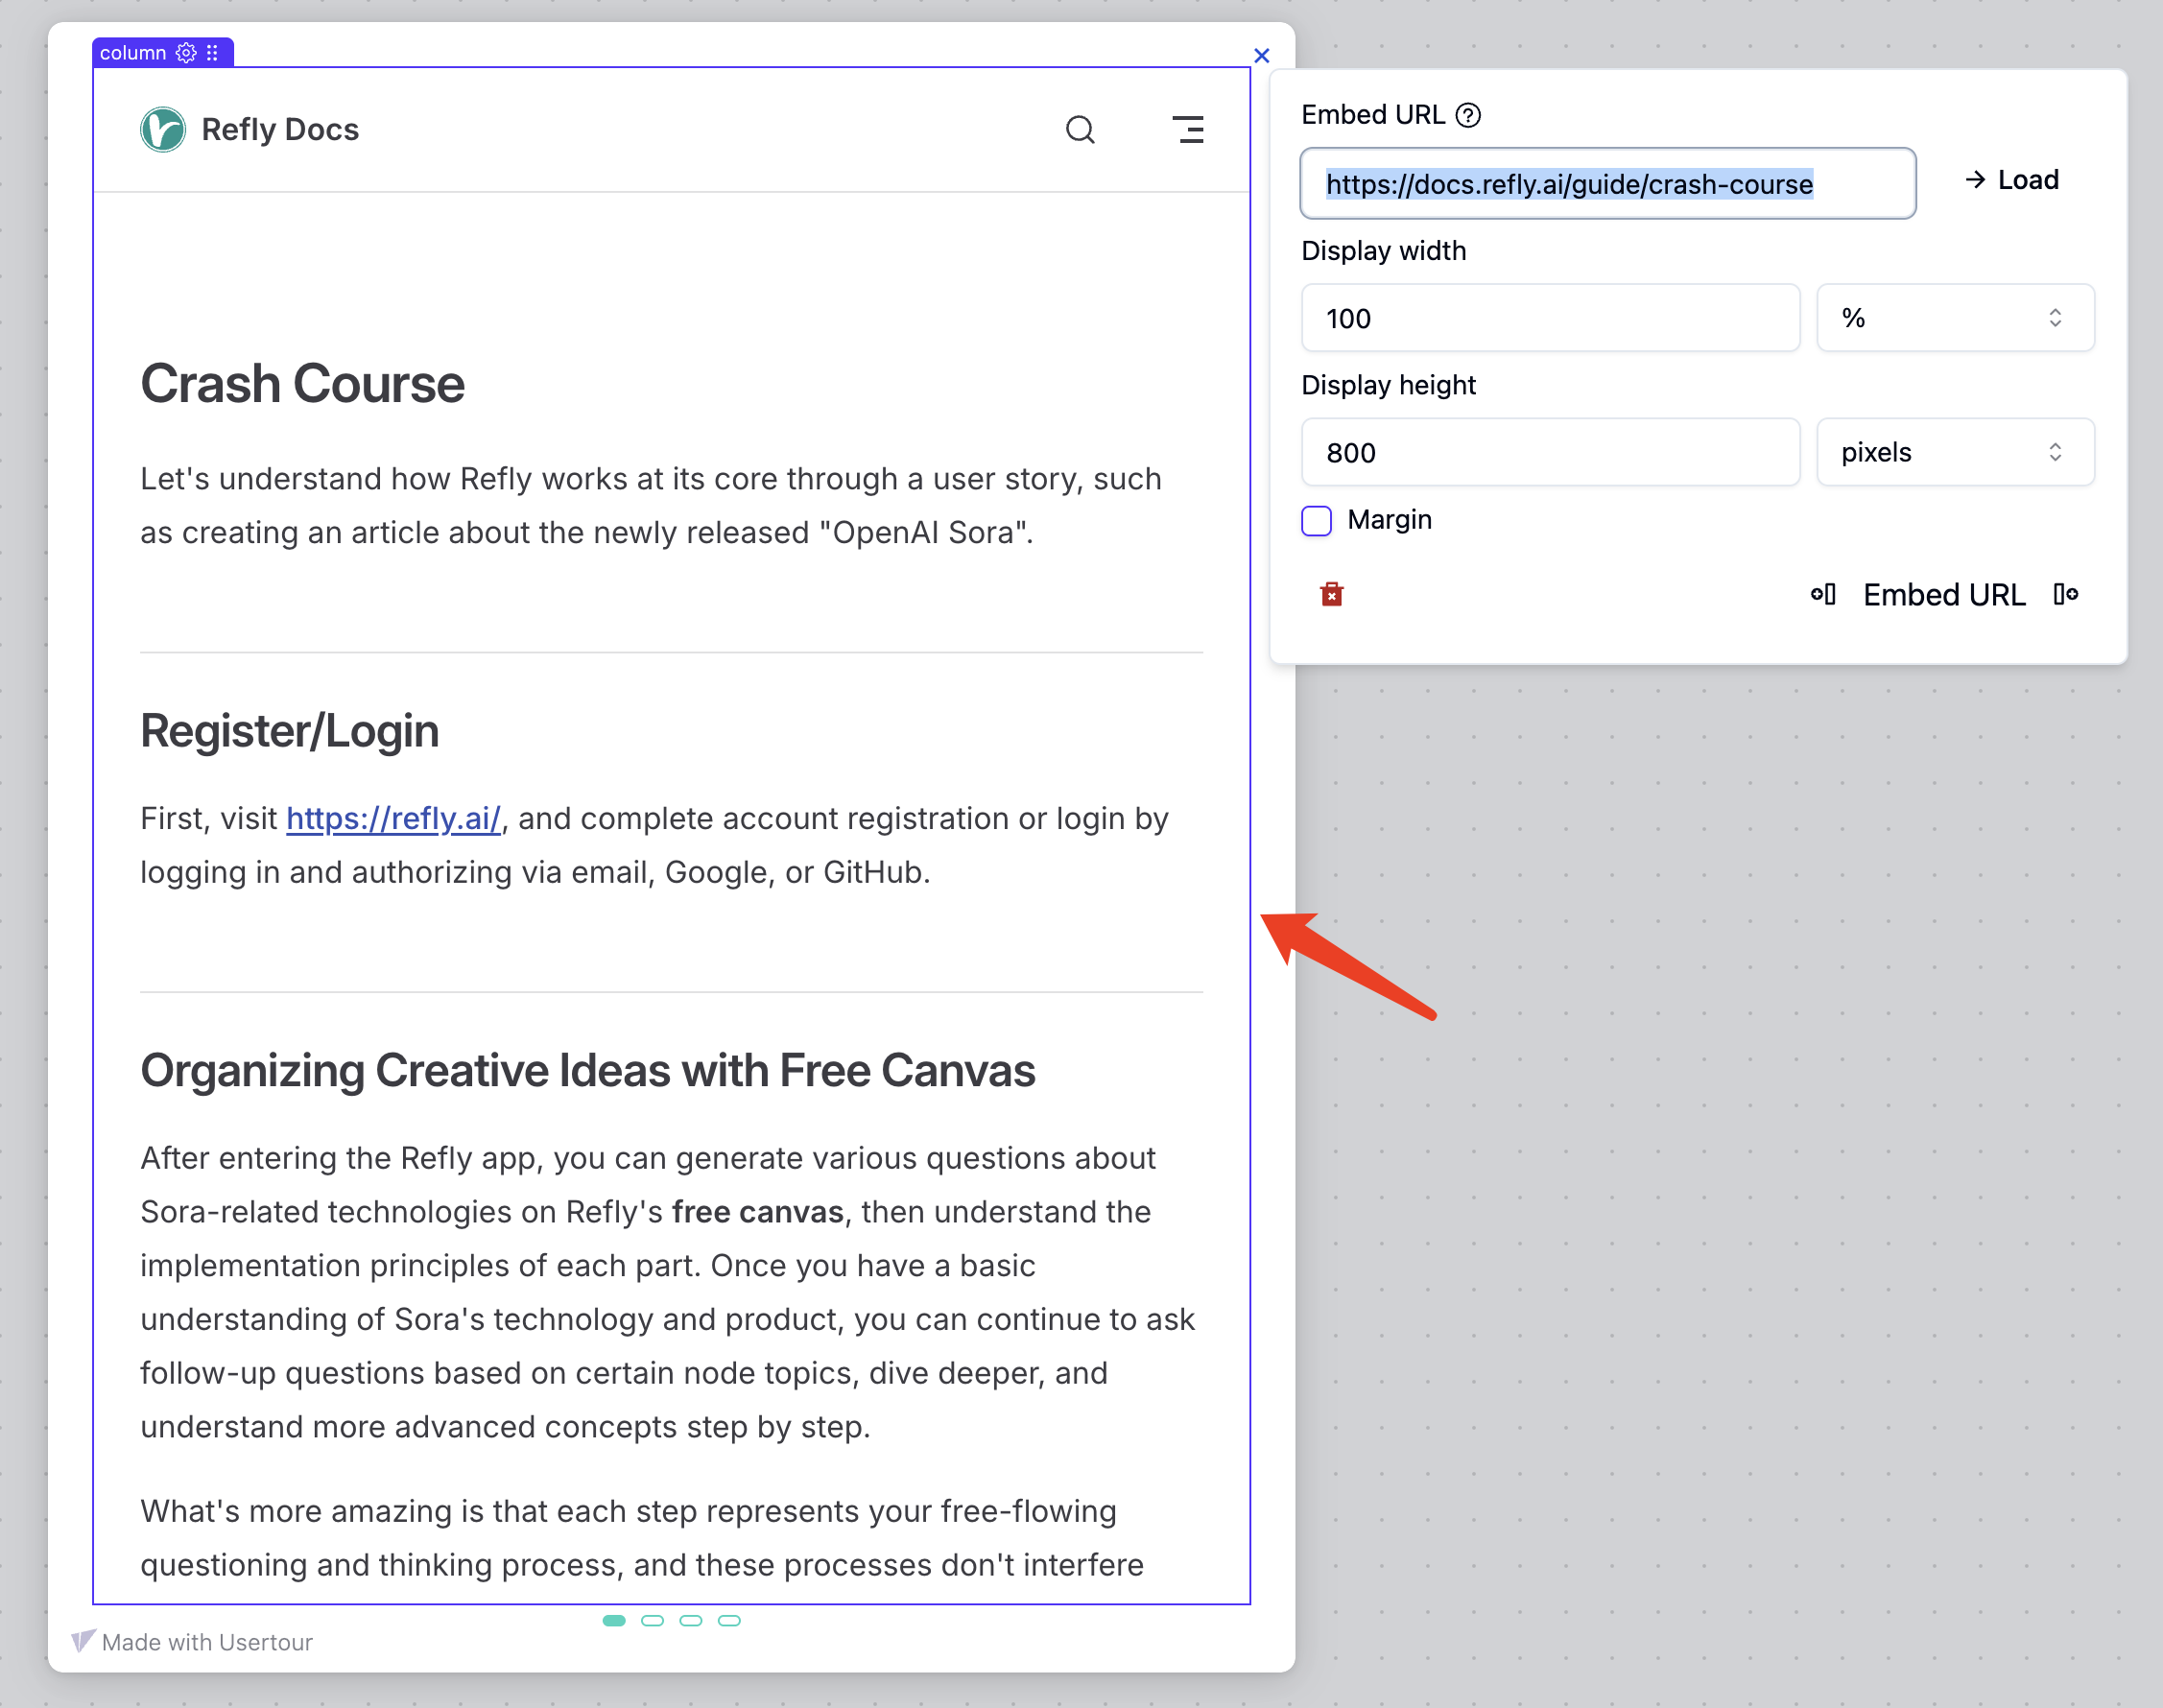 column
Refly Docs
Crash Course
Let's understand how Refly works at its core through a user story, such
as creating an article about the newly released "OpenAI Sora".
Register/Login
First, visit https://refly.ai/, and complete account registration or login by
logging in and authorizing via email, Google, or GitHub.
Organizing Creative Ideas with Free Canvas
After entering the Refly app, you can generate various questions about
Sora-related technologies on Refly's free canvas, then understand the
implementation principles of each part. Once you have a basic
understanding of Sora's technology and product, you can continue to ask
follow-up questions based on certain node topics, dive deeper, and
understand more advanced concepts step by step.
What's more amazing is that each step represents your free-flowing
questioning and thinking process, and these processes don't interfere
Made with Usertour
Embed URL
https://docs.refly.ai/guide/crash-course
Load
Display width
100
%
Display height
800
pixels
Margin
Embed URL